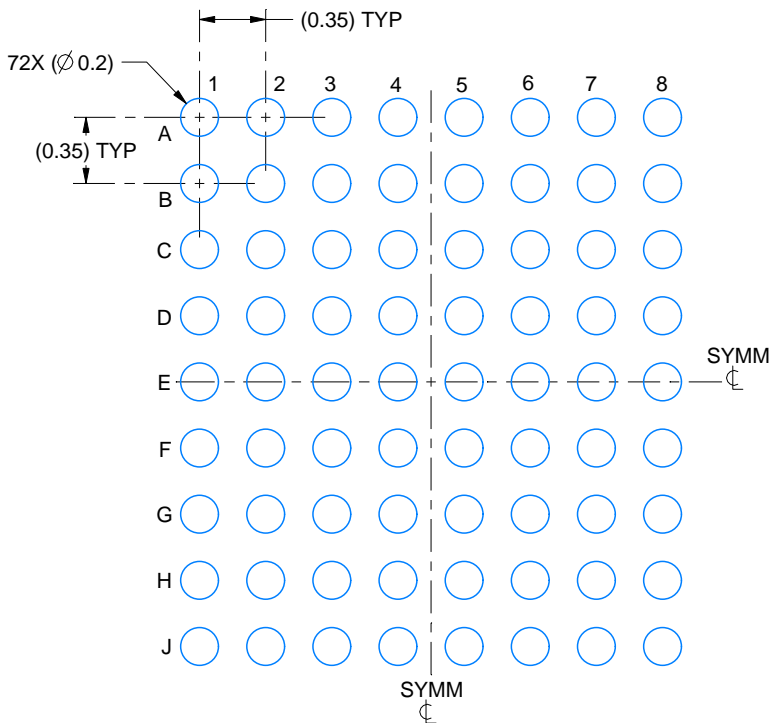 (0.35) TYP
72X (∅ 0.2)
1 2 3 4 5 6 7 8
A
(0.35) TYP
B
C
D
SYMM
℄
E
F
G
H
J
SYMM
℄